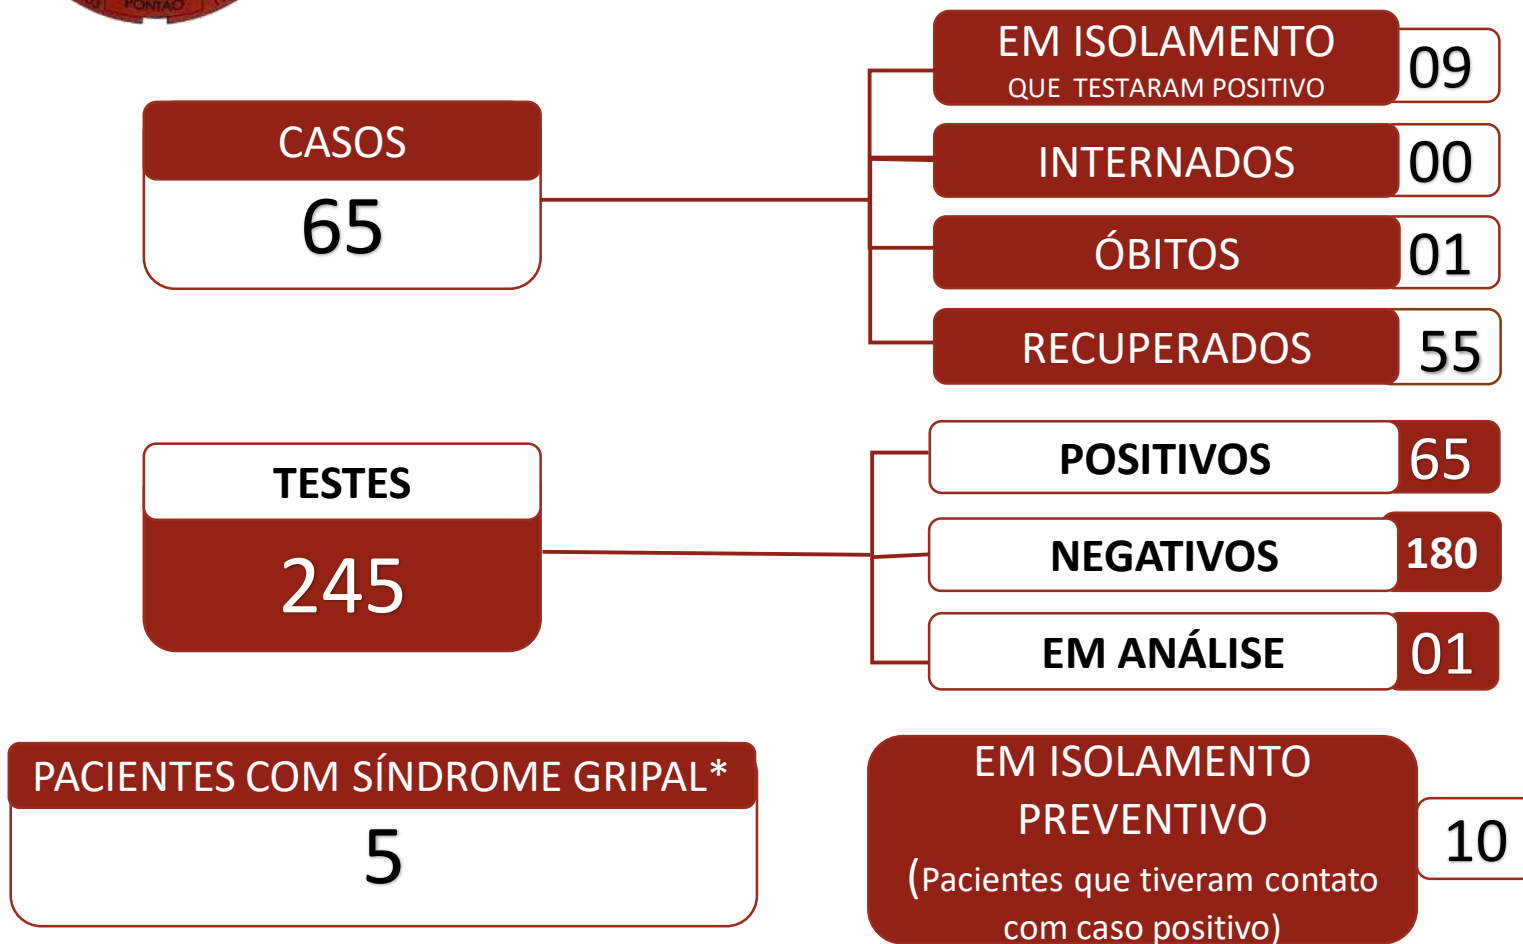 PONTÃO
CASOS
65
EM ISOLAMENTO
QUE TESTARAM POSITIVO
09
INTERNADOS
00
ÓBITOS
01
RECUPERADOS
55
TESTES
245
POSITIVOS
65
NEGATIVOS
180
EM ANÁLISE
01
PACIENTES COM SÍNDROME GRIPAL*
5
EM ISOLAMENTO
PREVENTIVO
(Pacientes que tiveram contato
com caso positivo)
10